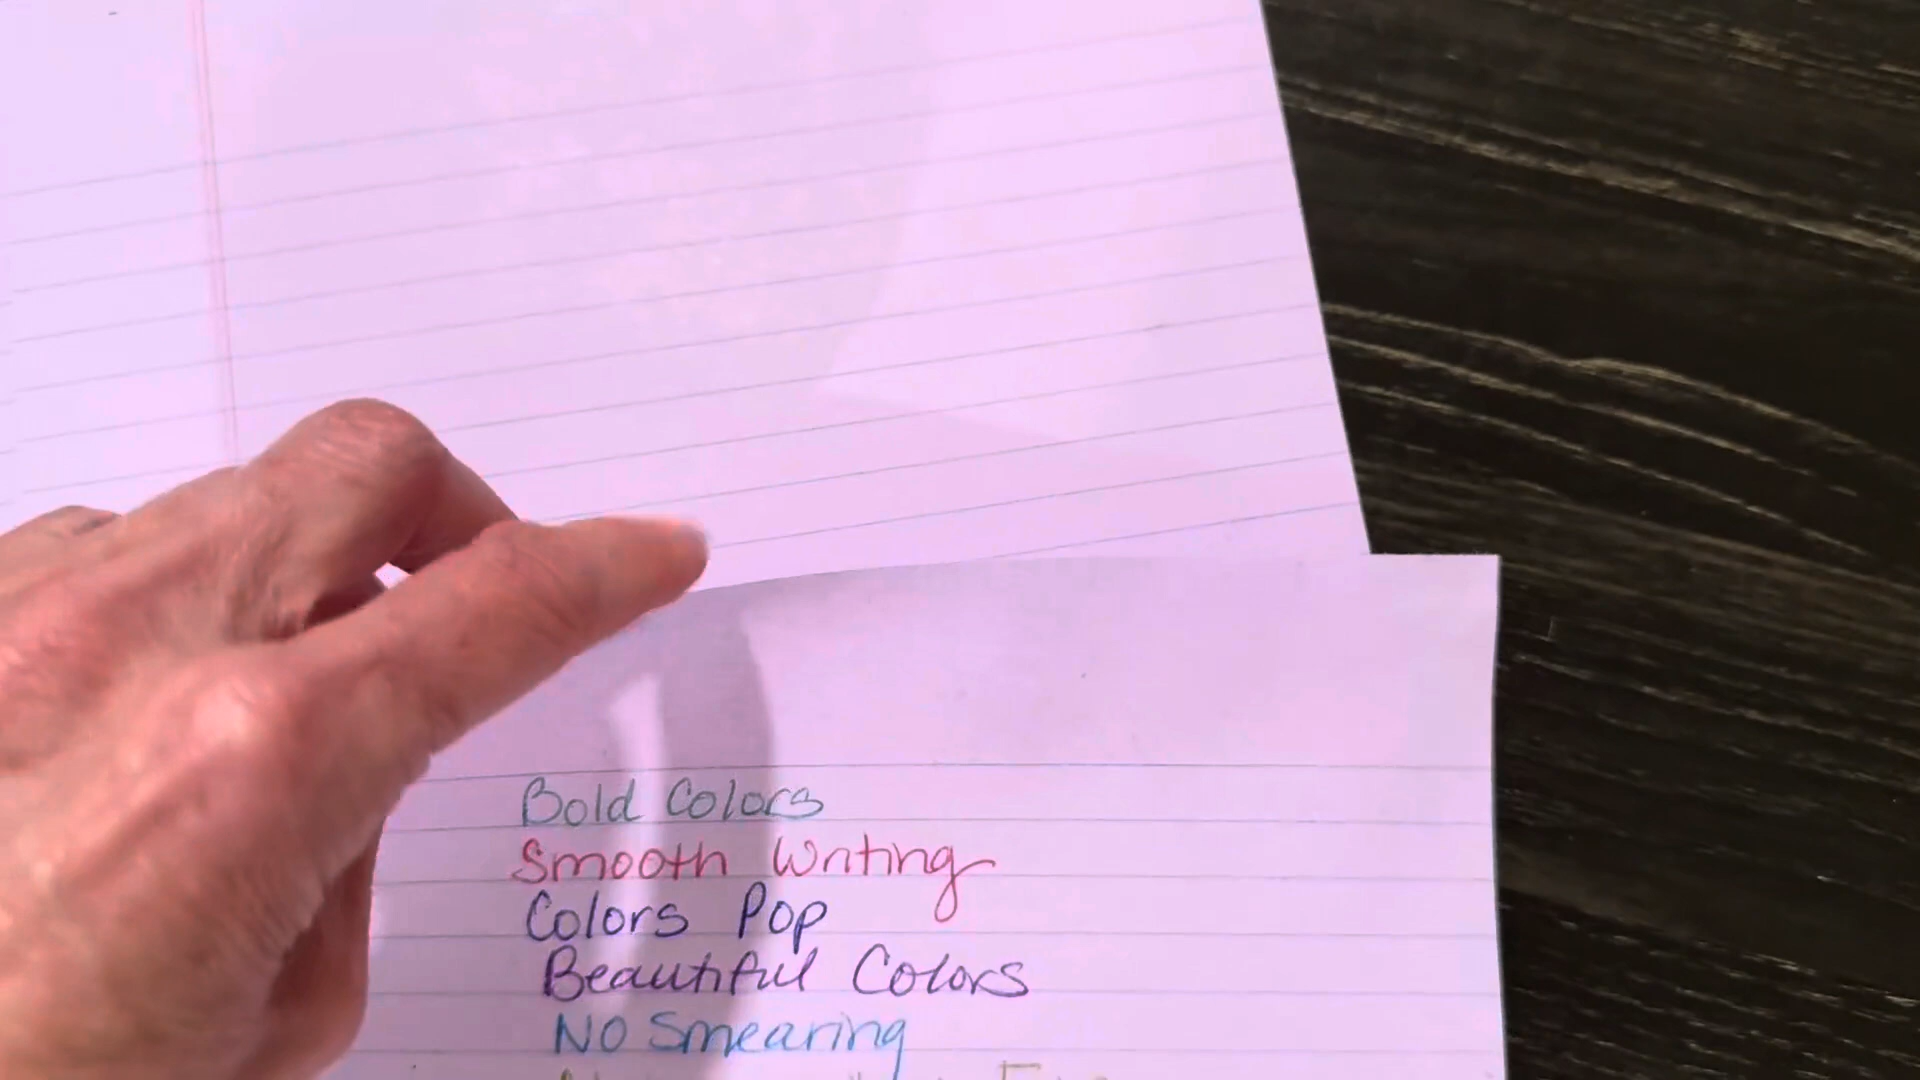 Bold Colors
Smooth Writing
Colors Pop
Beautiful Colors
No Smearing